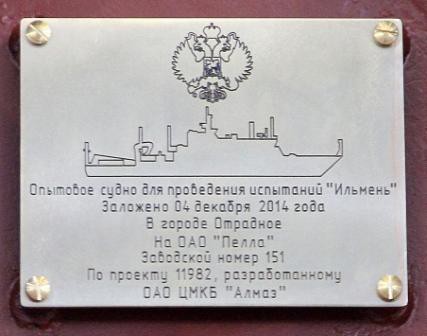 Опытовое судно для проведения испытаний "Ильмень"
Заложено 04 декабря 2014 года
В городе Отрадное
На ОАО "Пелла"
Заводской номер 151
По проекту 11982, разработанному
ОАО ЦМКБ "Алмаз"